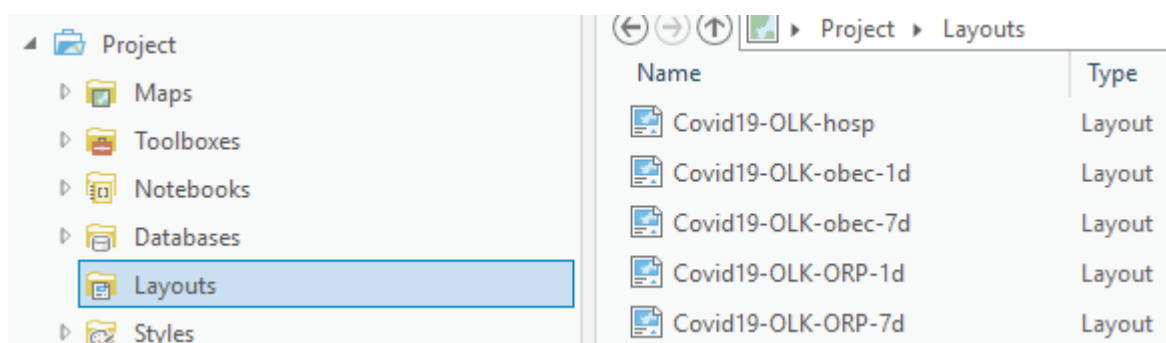 Project
Maps
Toolboxes
Notebooks
Databases
Layouts
Styles
Project Layouts
Name Type
Covid19-OLK-hosp Layout
Covid19-OLK-obec-1d Layout
Covid19-OLK-obec-7d Layout
Covid19-OLK-ORP-1d Layout
Covid19-OLK-ORP-7d Layout